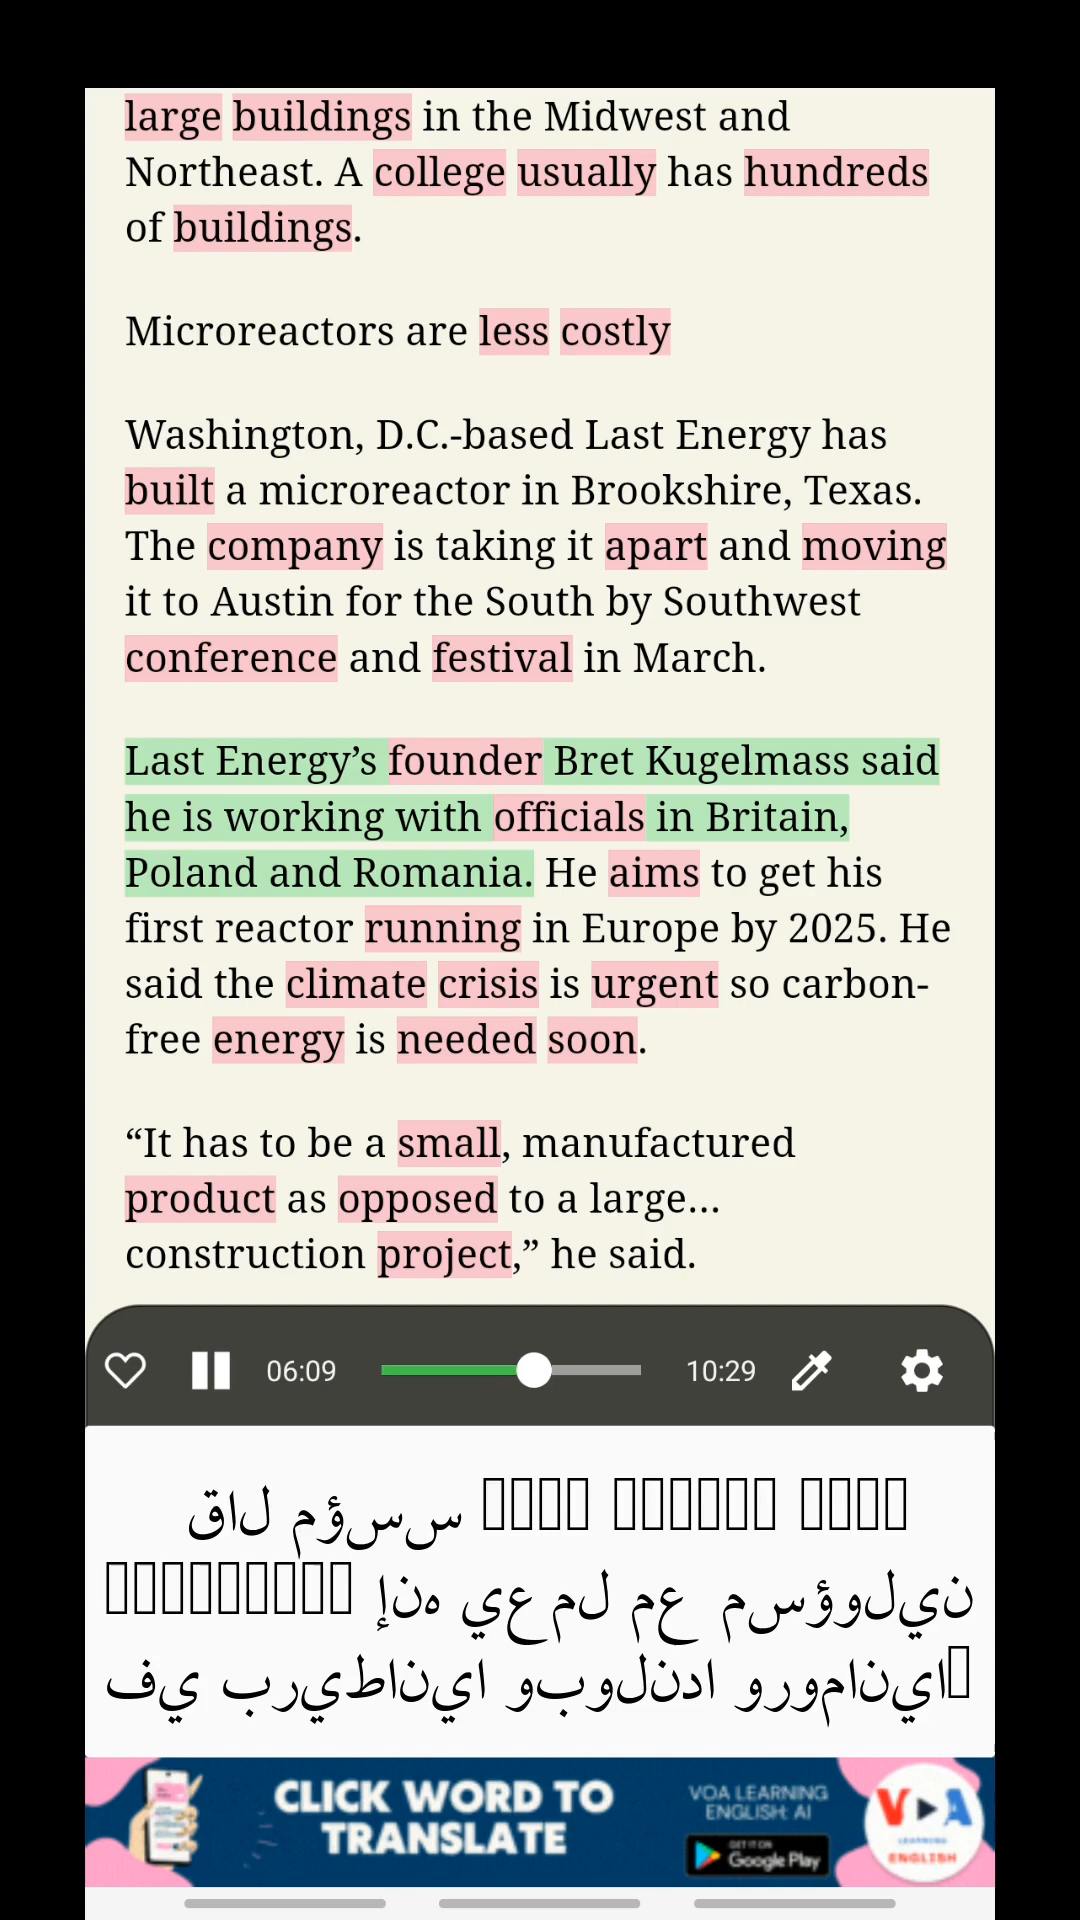 large buildings in the Midwest and
Northeast. A college usually has hundreds
of buildings.
Microreactors are less costly
Washington, D.C.-based Last Energy has
built a microreactor in Brookshire, Texas.
The company is taking it apart and moving
it to Austin for the South by Southwest
conference and festival in March.
Last Energy’s founder Bret Kugelmass said
he is working with officials in Britain,
Poland and Romania. He aims to get his
first reactor running in Europe by 2025. He
said the climate crisis is urgent so carbon-
free energy is needed soon.
“It has to be a small, manufactured
product as opposed to a large...
construction project,” he said.
06:09 10:29
قال مؤسس
إنه يعمل مع مسؤولين
في بريطانيا وبولندا ورومانيا
CLICK WORD TO
TRANSLATE
VOA LEARNING
ENGLISH: AI
GET IT ON
Google Play
VOA
LEARNING
ENGLISH